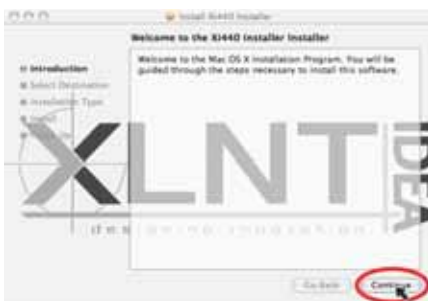 Install Xi440 Installer
Welcome to the Xi440 Installer Installer
Welcome to the Mac OS X Installation Program. You will be
guided through the steps necessary to install this software.
Introduction
Select Destination
Installation Type
Install
XLNT
IDEA
Go Back
Continue